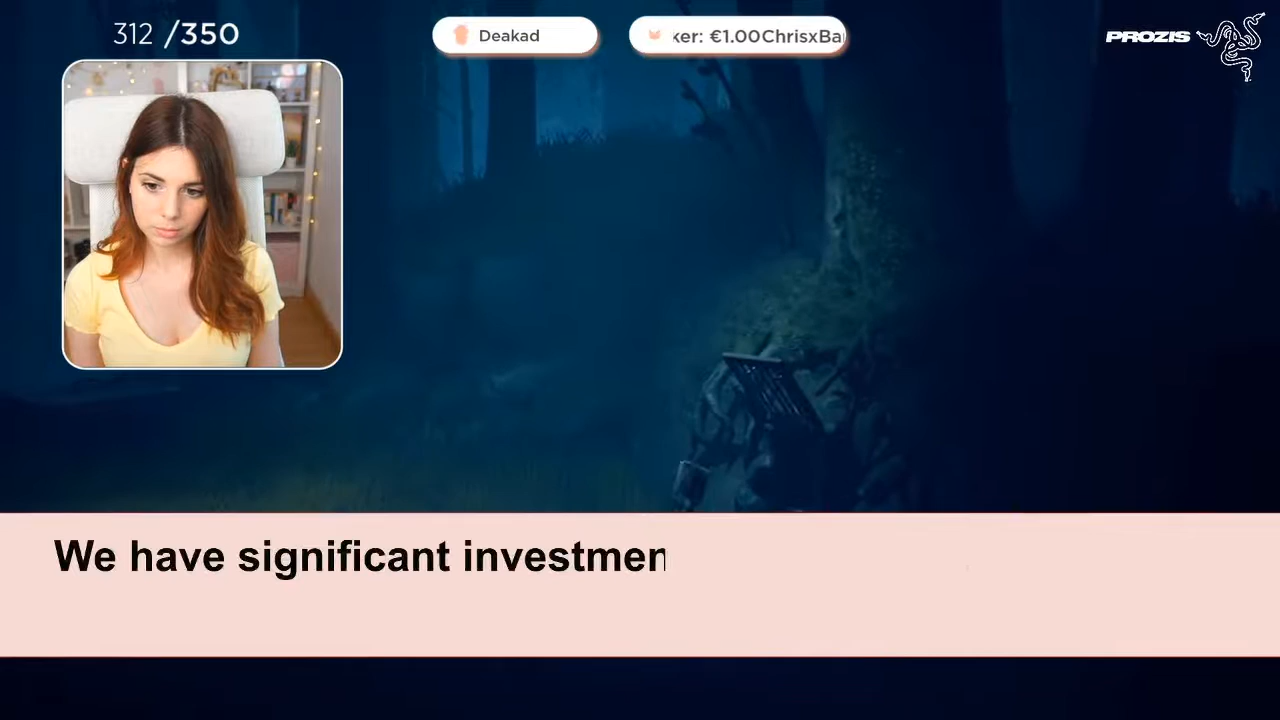 312 /350
Deakad
ker: €1.00ChrisxBa
PROZIS
We have significant investmen